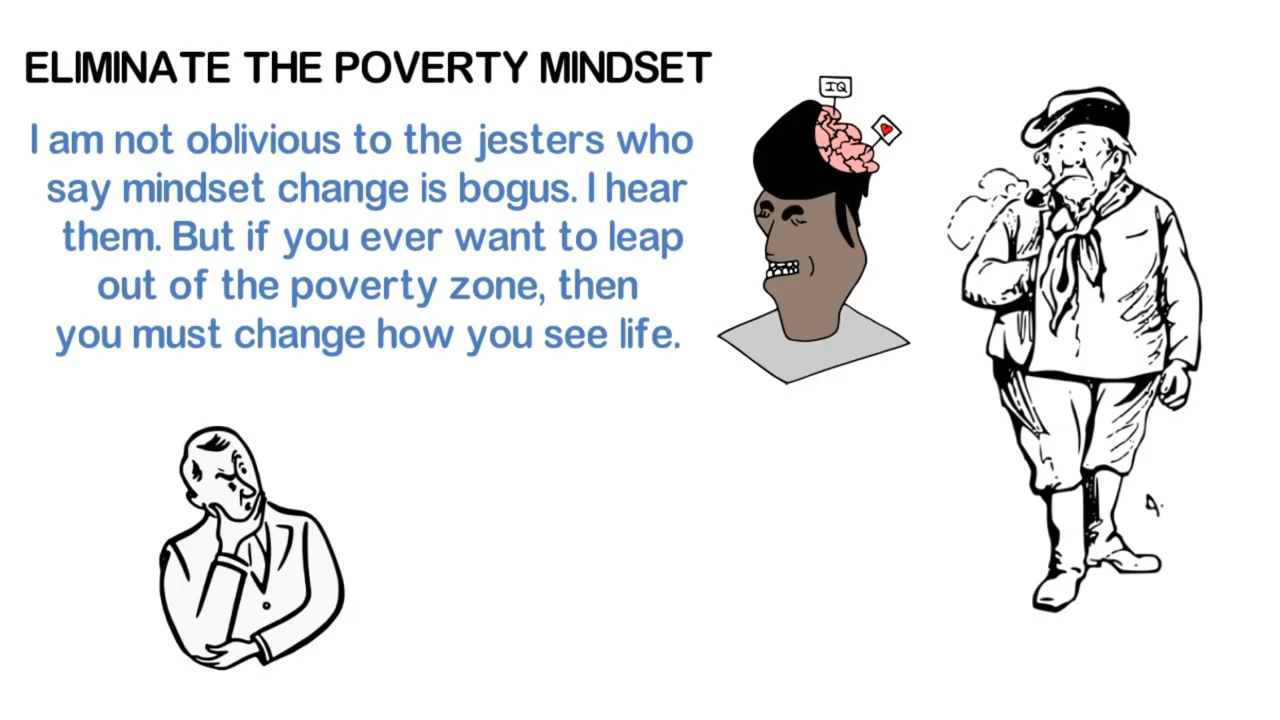 ELIMINATE THE POVERTY MINDSET
I am not oblivious to the jesters who
say mindset change is bogus. I hear
them. But if you ever want to leap
out of the poverty zone, then
you must change how you see life.
IQ